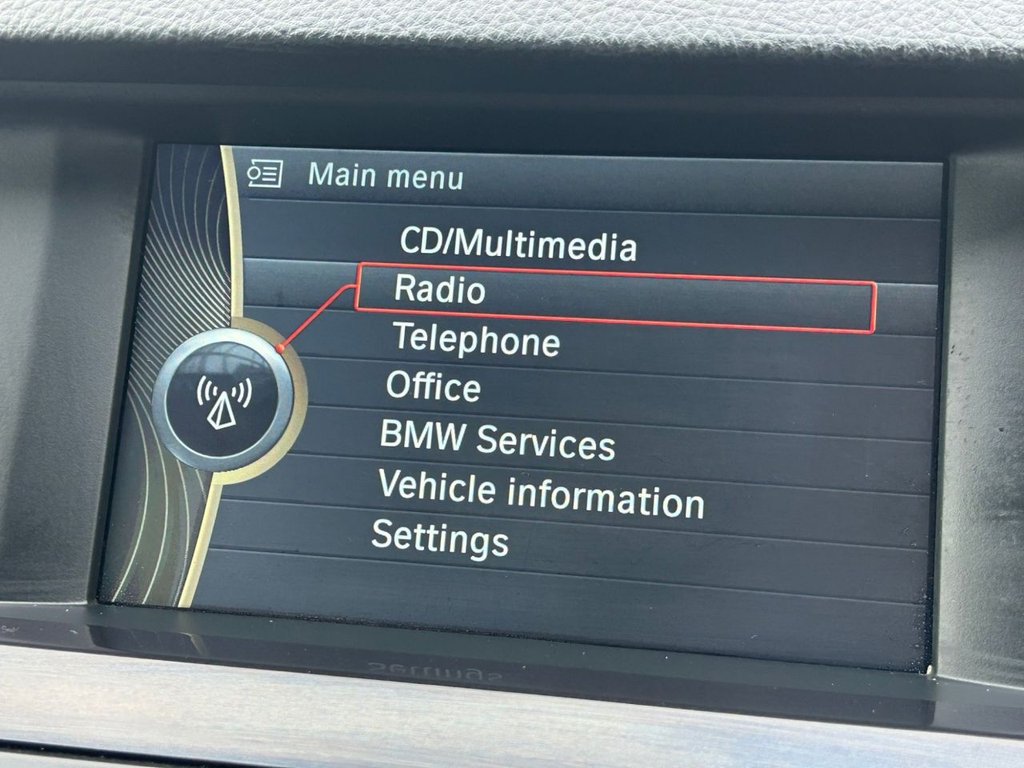 Main menu
CD/Multimedia
Radio
Telephone
Office
BMW Services
Vehicle information
Settings